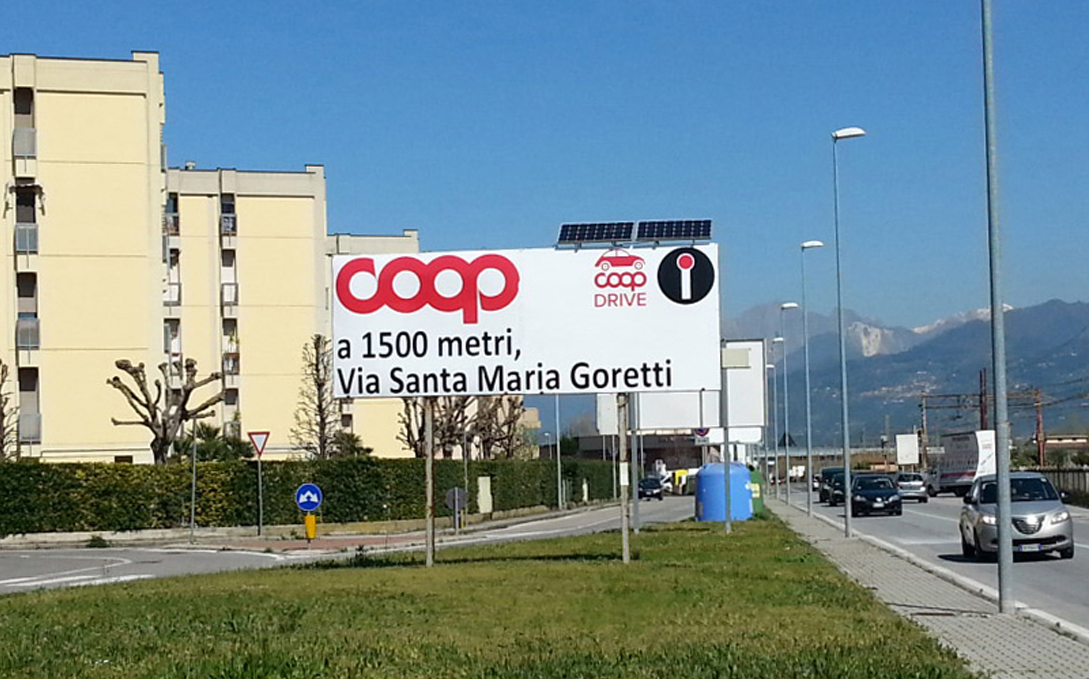 coop
coop
DRIVE
i
a 1500 metri,
Via Santa Maria Goretti